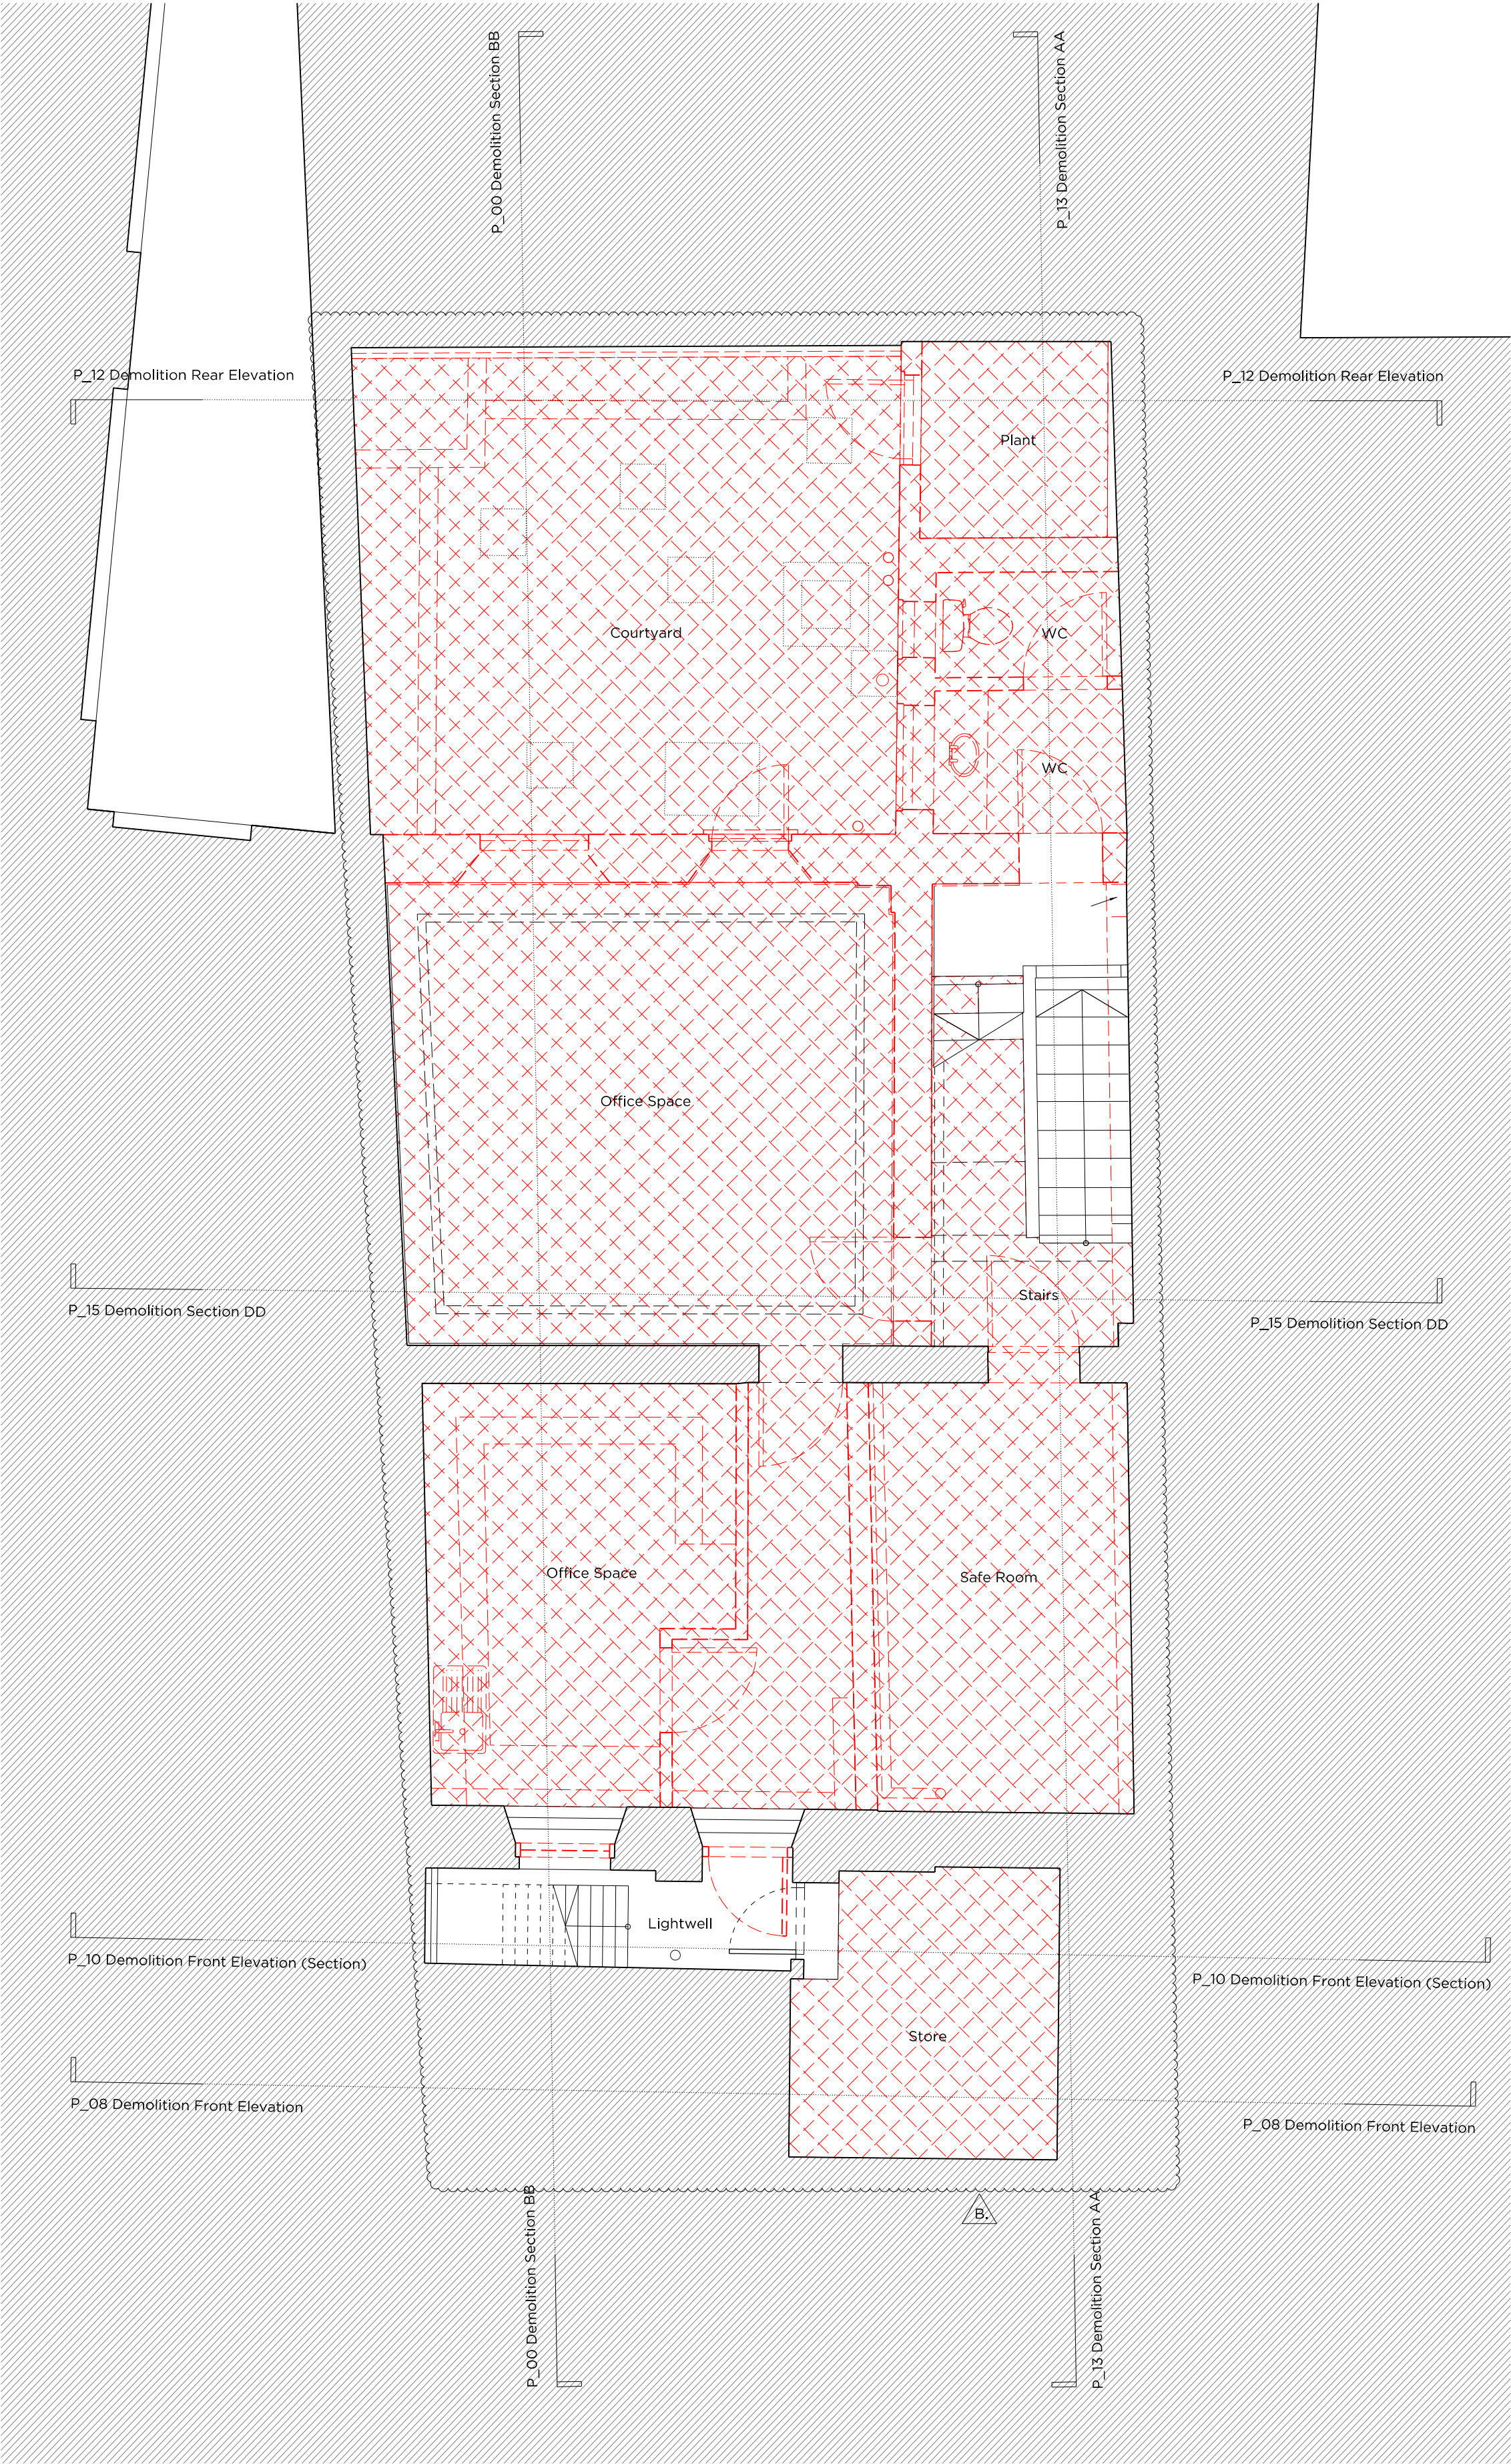 P_00 Demolition Section BB
P_13 Demolition Section AA
P_12 Demolition Rear Elevation
P_12 Demolition Rear Elevation
Plant
Courtyard
WC
WC
Office Space
Stairs
P_15 Demolition Section DD
P_15 Demolition Section DD
Office Space
Safe Room
Lightwell
P_10 Demolition Front Elevation (Section)
P_10 Demolition Front Elevation (Section)
Store
P_08 Demolition Front Elevation
P_08 Demolition Front Elevation
B.
P_00 Demolition Section BB
P_13 Demolition Section AA